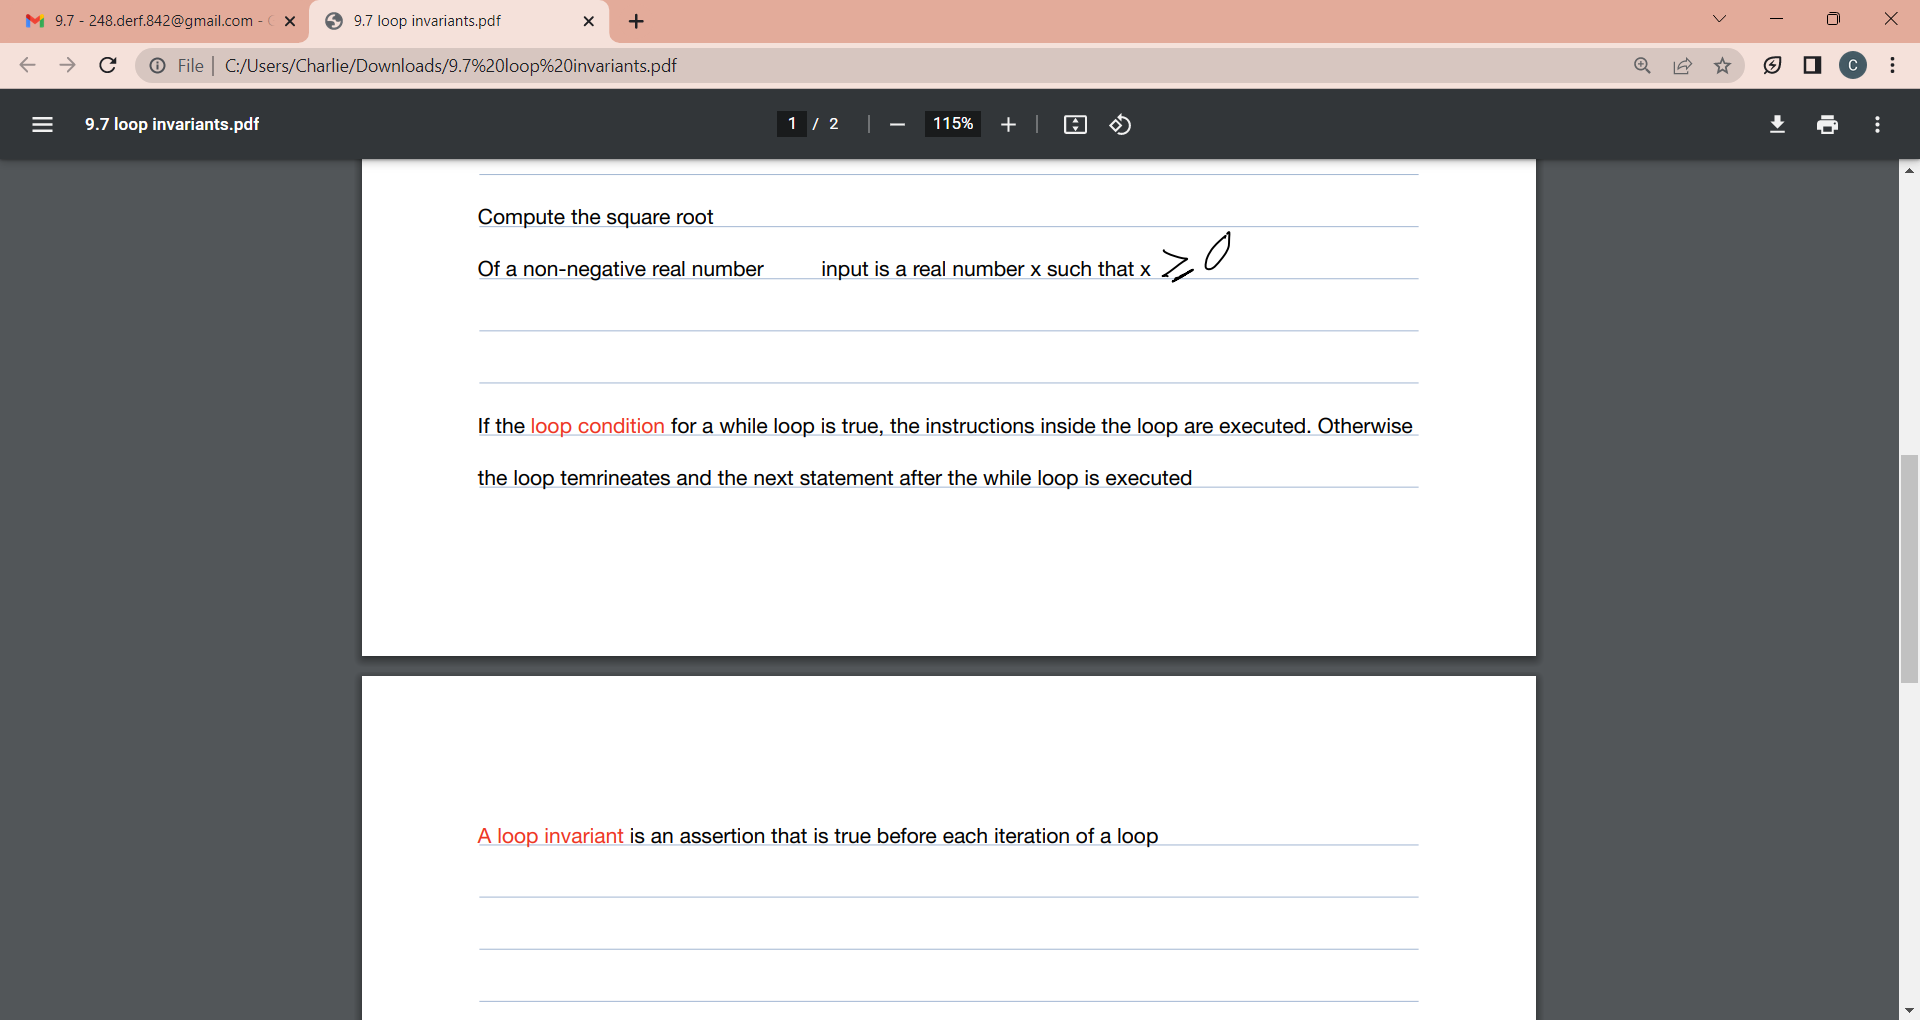 9.7 - 248.derf.842@gmail.com -
9.7 loop invariants.pdf
File | C:/Users/Charlie/Downloads/9.7%20loop%20invariants.pdf
C
9.7 loop invariants.pdf
1 / 2
115%
Compute the square root
Of a non-negative real number input is a real number x such that x ≥ 0
If the loop condition for a while loop is true, the instructions inside the loop are executed. Otherwise
the loop temrineates and the next statement after the while loop is executed
A loop invariant is an assertion that is true before each iteration of a loop